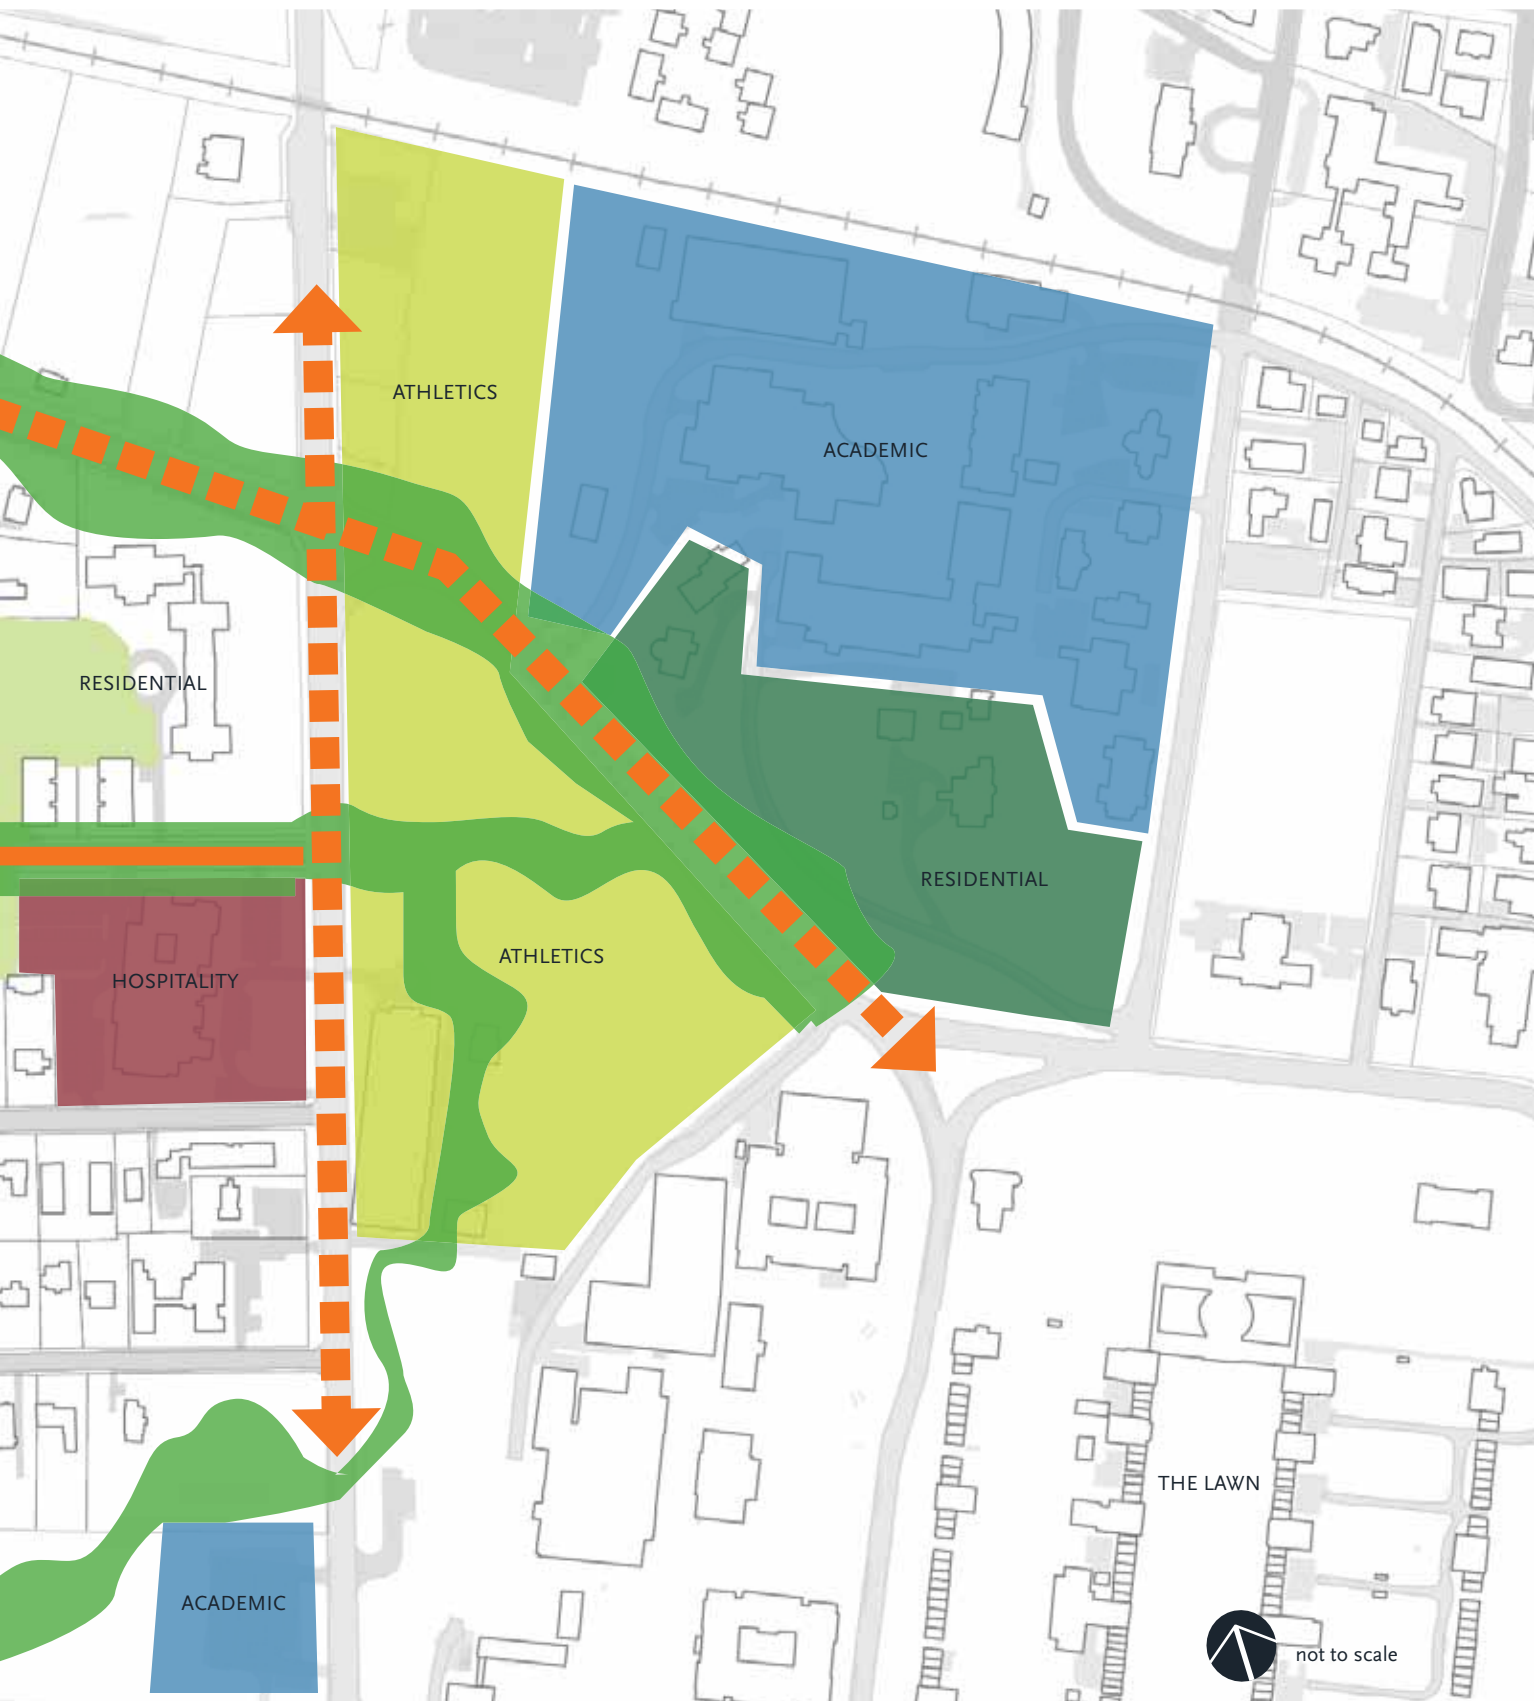 ATHLETICS
ACADEMIC
RESIDENTIAL
RESIDENTIAL
ATHLETICS
HOSPITALITY
THE LAWN
ACADEMIC
not to scale